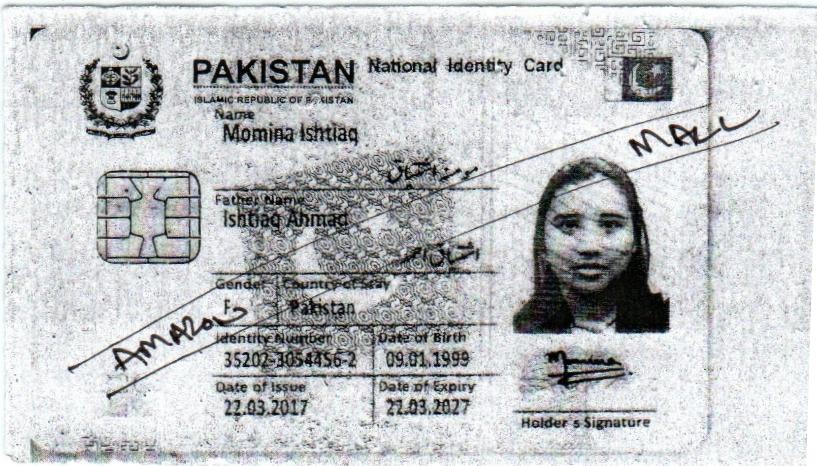 PAKISTAN National Identity Card
ISLAMIC REPUBLIC OF PAKISTAN
Name
Momina Ishtiaq
مومنہ اشتیاق
Father Name
Ishtiaq Ahmad
اشتیاق احمد
Gender Country of Stay
F Pakistan
Identity Number Date of Birth
35202-3054456-2 09.01.1999
Date of Issue Date of Expiry
22.03.2017 22.03.2027
Holder's Signature
Momina
AMAZON MALL